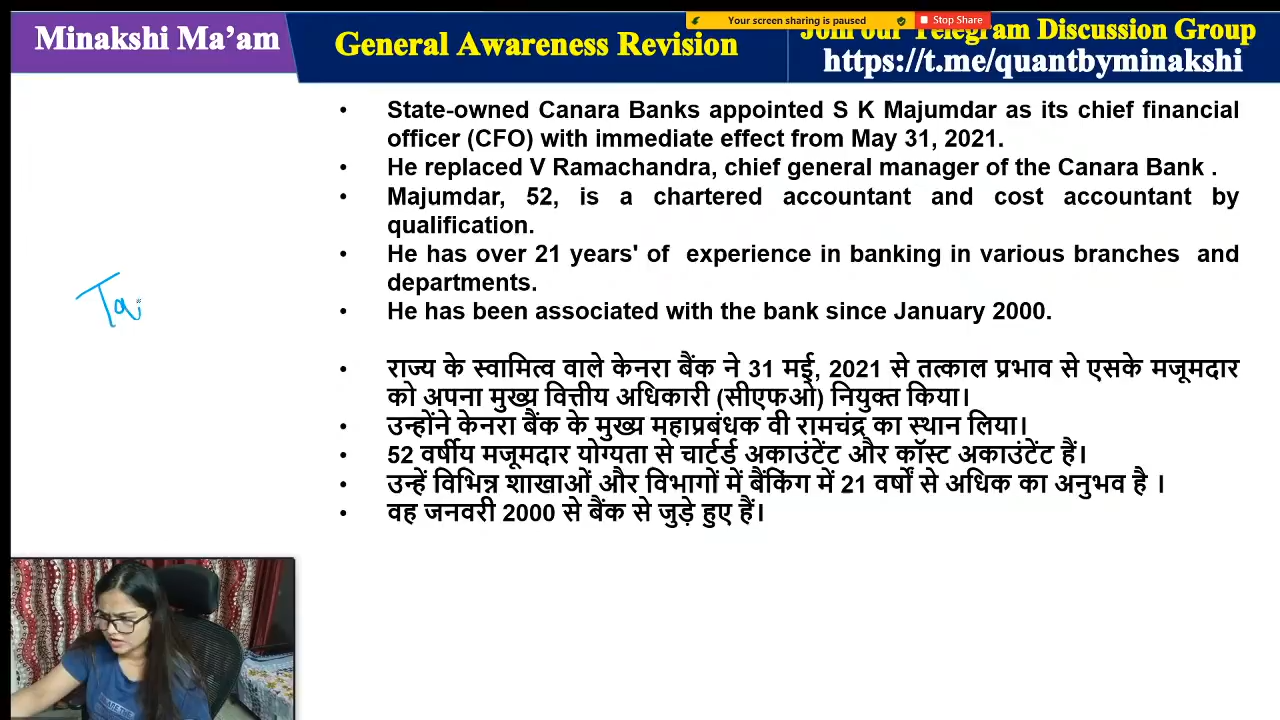 Minakshi Ma’am
General Awareness Revision
Your screen sharing is paused
Stop Share
Join our Telegram Discussion Group
https://t.me/quantbyminakshi
• State-owned Canara Banks appointed S K Majumdar as its chief financial
officer (CFO) with immediate effect from May 31, 2021.
• He replaced V Ramachandra, chief general manager of the Canara Bank .
• Majumdar, 52, is a chartered accountant and cost accountant by
qualification.
• He has over 21 years' of experience in banking in various branches and
departments.
• He has been associated with the bank since January 2000.
• राज्य के स्वामित्व वाले केनरा बैंक ने 31 मई, 2021 से तत्काल प्रभाव से एसके मजूमदार
को अपना मुख्य वित्तीय अधिकारी (सीएफओ) नियुक्त किया।
• उन्होंने केनरा बैंक के मुख्य महाप्रबंधक वी रामचंद्र का स्थान लिया।
• 52 वर्षीय मजूमदार योग्यता से चार्टर्ड अकाउंटेंट और कॉस्ट अकाउंटेंट हैं।
• उन्हें विभिन्न शाखाओं और विभागों में बैंकिंग में 21 वर्षों से अधिक का अनुभव है ।
• वह जनवरी 2000 से बैंक से जुड़े हुए हैं।